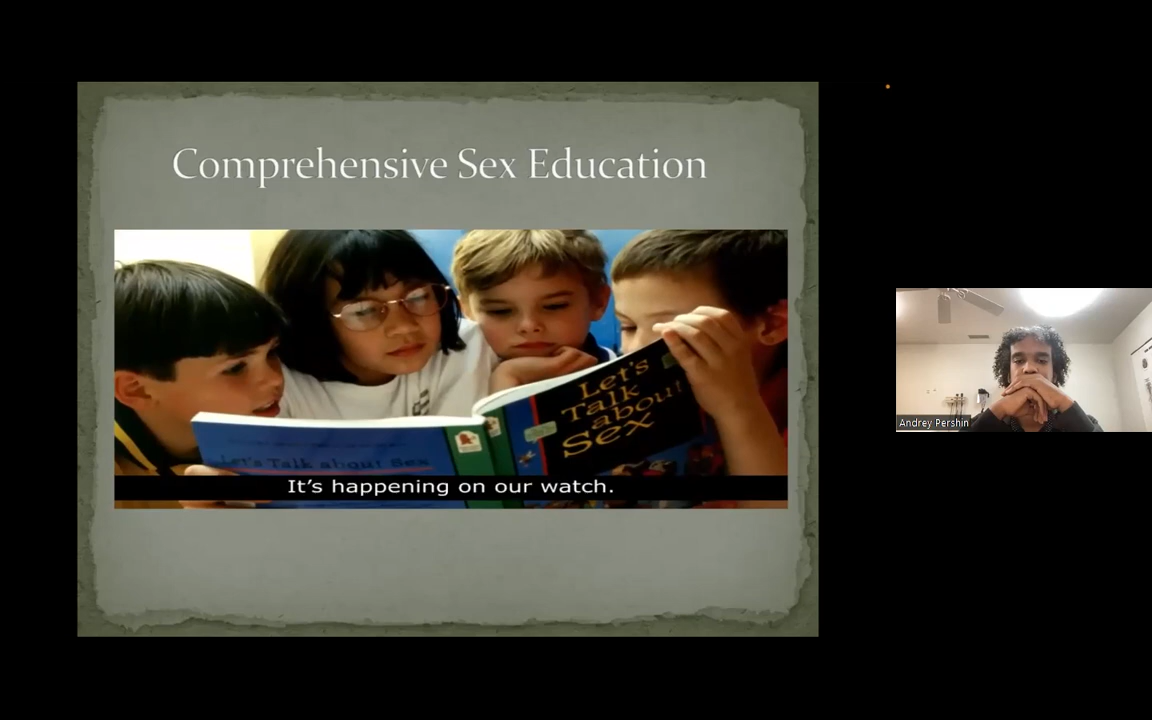 Comprehensive Sex Education
Let's
Talk
about
Sex
Let's Talk about Sex
It's happening on our watch.
Andrey Pershin